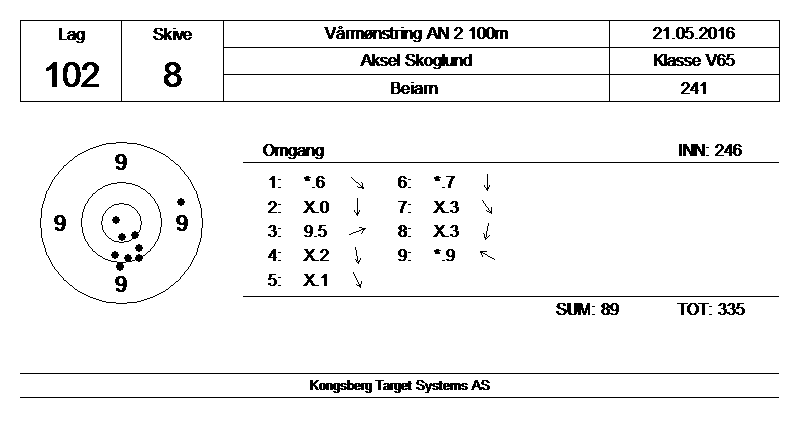 Lag Skive Vårmønstring AN 2 100m 21.05.2016
102 8 Aksel Skoglund Klasse V65
Beiarn 241
Omgang INN: 246
9
9 9
9
1: *.6 6: *.7
2: X.0 7: X.3
3: 9.5 8: X.3
4: X.2 9: *.9
5: X.1
SUM: 89 TOT: 335
Kongsberg Target Systems AS